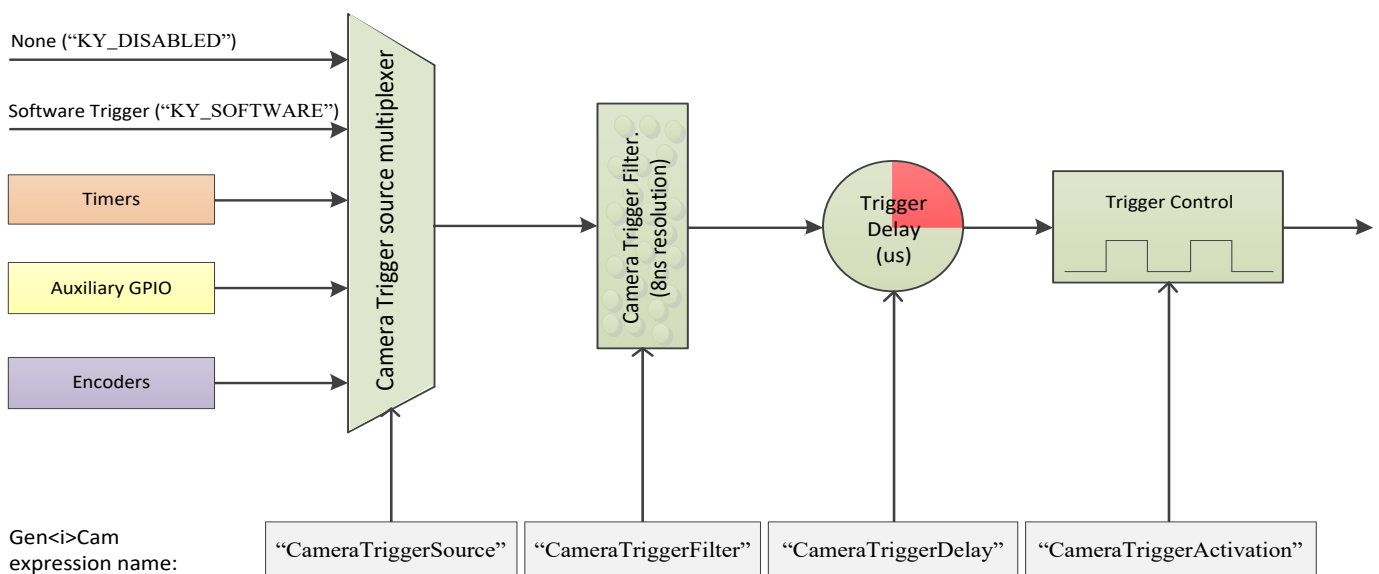 None (“KY_DISABLED”)
Software Trigger (“KY_SOFTWARE”)
Timers
Auxiliary GPIO
Encoders
Camera Trigger source multiplexer
Camera Trigger Filter.
(8ns resolution)
Trigger
Delay
(us)
Trigger Control
Gen<i>Cam
expression name:
“CameraTriggerSource”
“CameraTriggerFilter”
“CameraTriggerDelay”
“CameraTriggerActivation”